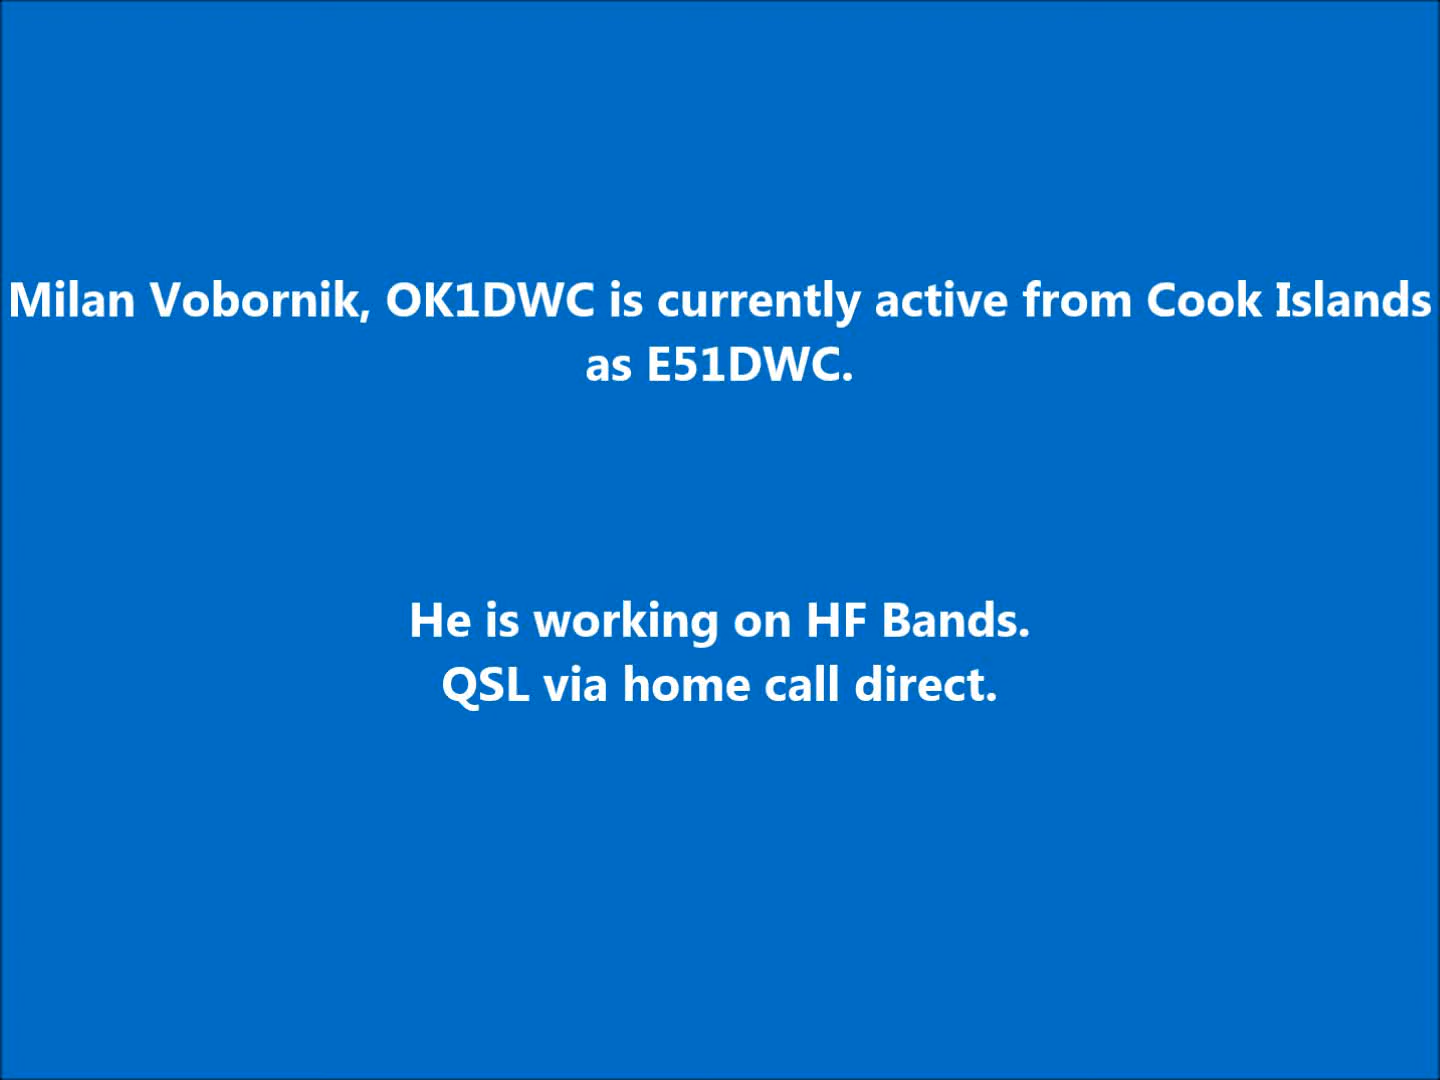 Milan Vobornik, OK1DWC is currently active from Cook Islands
as E51DWC.
He is working on HF Bands.
QSL via home call direct.